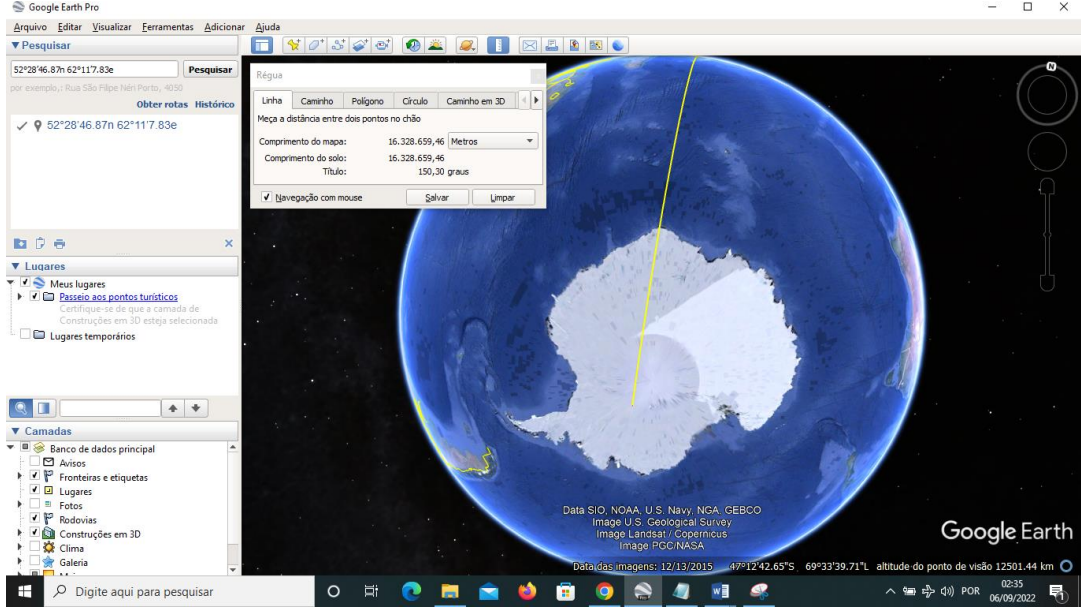 Google Earth Pro
Arquivo Editar Visualizar Ferramentas Adicionar Ajuda
Pesquisar
52°28'46.87n 62°11'7.83e Pesquisar
por exemplo,: Rua São Filipe Néri Porto, 4050
Obter rotas Histórico
52°28'46.87n 62°11'7.83e
Régua
Linha Caminho Polígono Círculo Caminho em 3D
Meça a distância entre dois pontos no chão
Comprimento do mapa: 16.328.659,46 Metros
Comprimento do solo: 16.328.659,46
Título: 150,30 graus
Navegação com mouse Salvar Limpar
N
Lugares
Meus lugares
Passeio aos pontos turísticos
Certifique-se de que a camada de
Construções em 3D esteja selecionada
Lugares temporários
Camadas
Banco de dados principal
Avisos
Fronteiras e etiquetas
Lugares
Fotos
Rodovias
Construções em 3D
Clima
Galeria
Data SIO, NOAA, U.S. Navy, NGA, GEBCO
Image U.S. Geological Survey
Image Landsat / Copernicus
Image PGC/NASA
Google Earth
Data das imagens: 12/13/2015 47°12'42.65"S 69°33'39.71"L altitude do ponto de visão 12501.44 km
Digite aqui para pesquisar
POR
02:35
06/09/2022